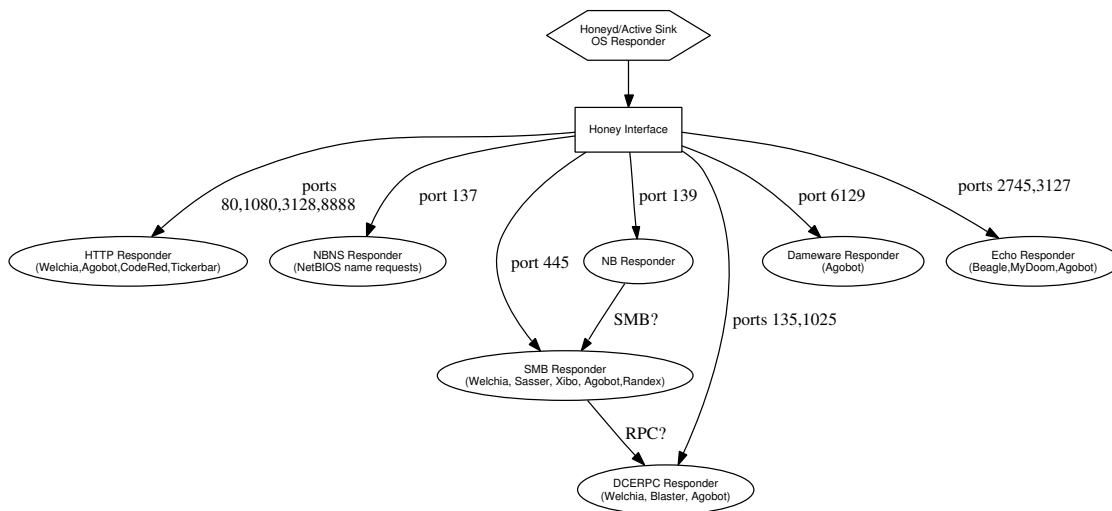 Honeyd/Active Sink
OS Responder
Honey Interface
ports
80,1080,3128,8888
port 137
port 139
port 6129
ports 2745,3127
HTTP Responder
(Welchia,Agobot,CodeRed,Tickerbar)
NBNS Responder
(NetBIOS name requests)
port 445
NB Responder
Dameware Responder
(Agobot)
Echo Responder
(Beagle,MyDoom,Agobot)
SMB?
ports 135,1025
SMB Responder
(Welchia, Sasser, Xibo, Agobot,Randex)
RPC?
DCERPC Responder
(Welchia, Blaster, Agobot)